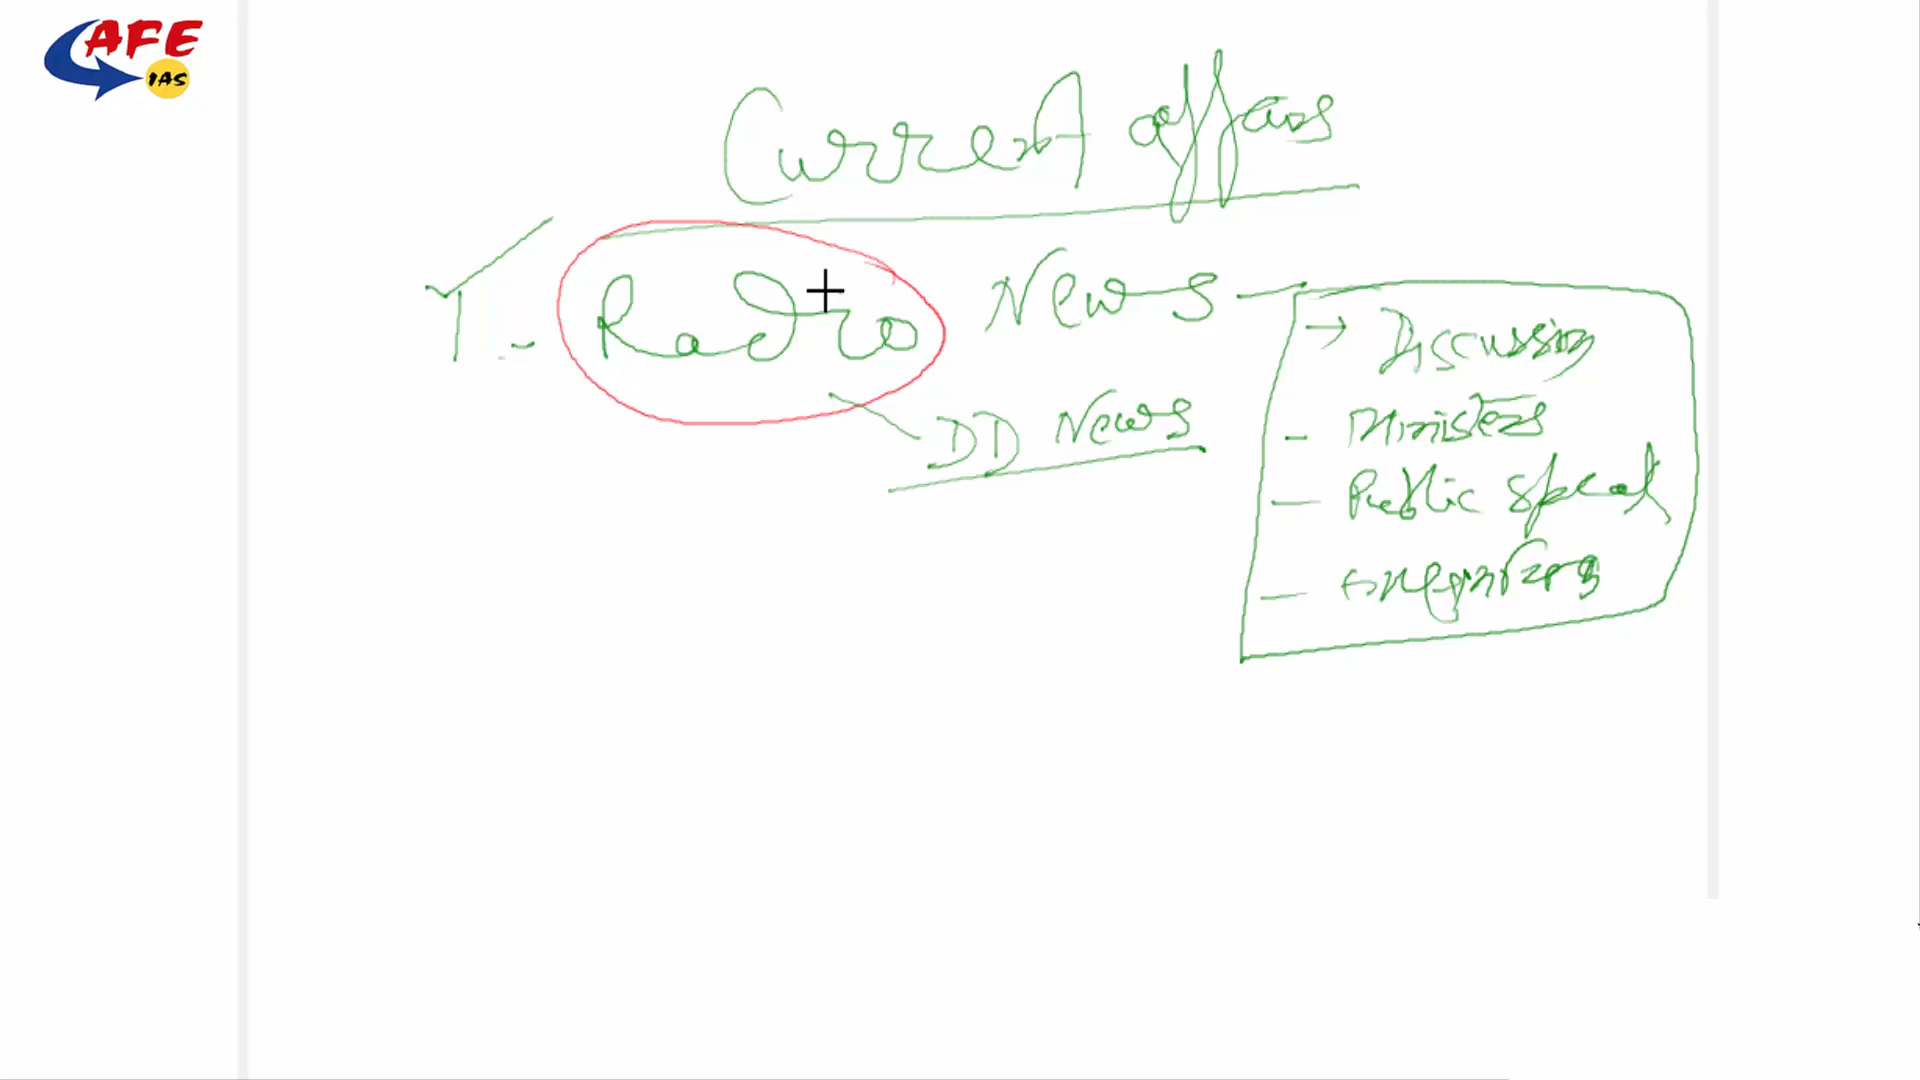 AFE
IAS
Current affairs
1. Radio News
DD News
→ Discussion
- Ministers
- Public Speak
-